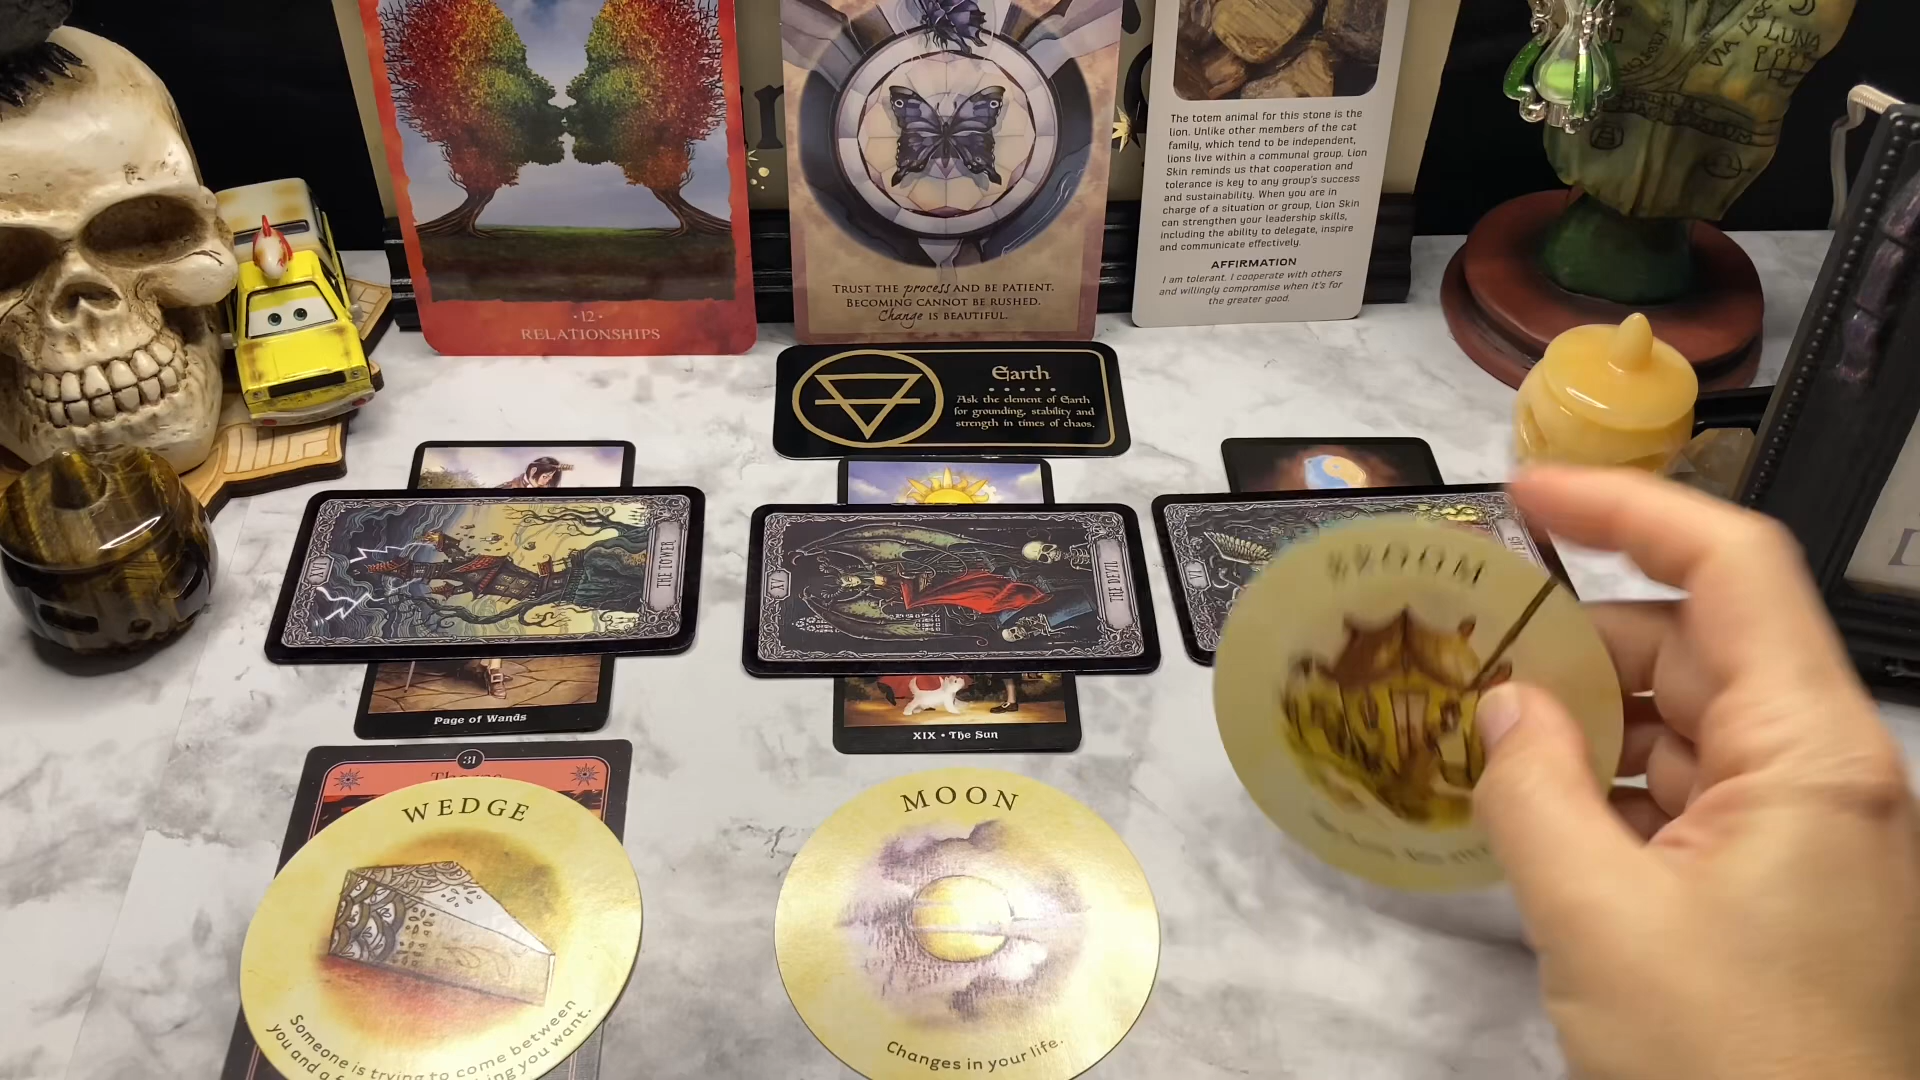 • 12 •
RELATIONSHIPS
TRUST THE process AND BE PATIENT.
BECOMING CANNOT BE RUSHED.
Change IS BEAUTIFUL.
The totem animal for this stone is the
lion. Unlike other members of the cat
family, which tend to be independent,
lions live within a communal group. Lion
Skin reminds us that cooperation and
tolerance is key to any group's success
and sustainability. When you are in
charge of a situation or group, Lion Skin
can strengthen your leadership skills,
including the ability to delegate, inspire
and communicate effectively.
AFFIRMATION
I am tolerant. I cooperate with others
and willingly compromise when it's for
the greater good.
VIA LASC
LUNA
Earth
Ask the element of Earth
for grounding, stability and
strength in times of chaos.
XVI
THE TOWER
XV
THE DEVIL
VI
Page of Wands
XIX • The Sun
31
WEDGE
Someone is trying to come between
you and a
you want.
MOON
Changes in your life.
BROOM